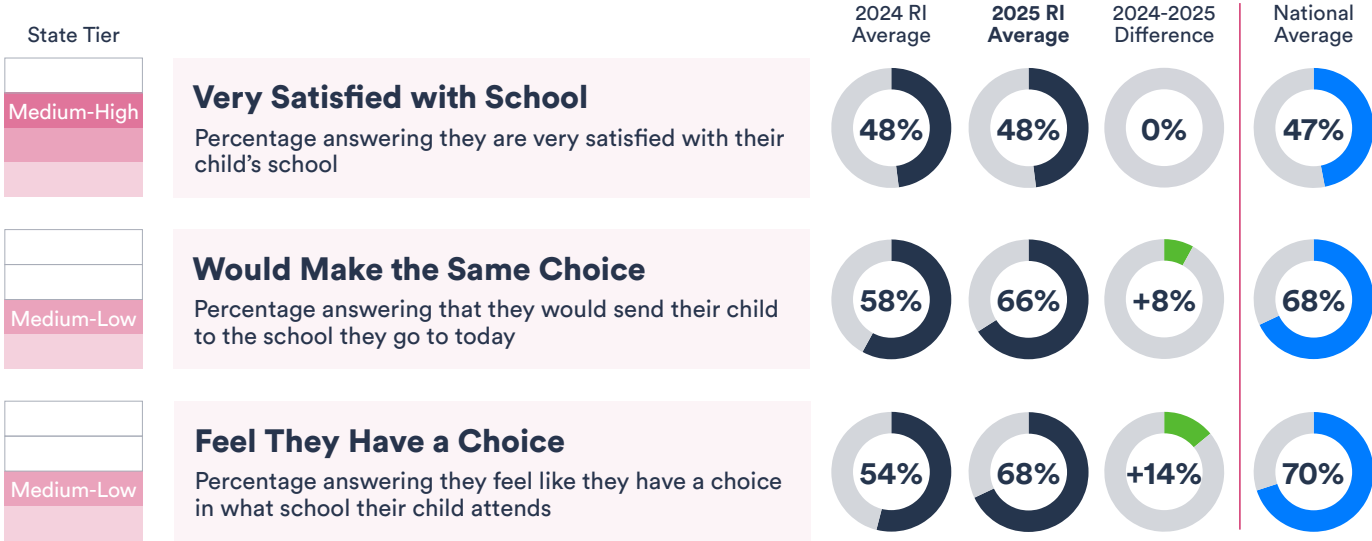 State Tier
2024 RI
Average
2025 RI
Average
2024-2025
Difference
National
Average
Medium-High
Very Satisfied with School
Percentage answering they are very satisfied with their
child’s school
48%
48%
0%
47%
Medium-Low
Would Make the Same Choice
Percentage answering that they would send their child
to the school they go to today
58%
66%
+8%
68%
Medium-Low
Feel They Have a Choice
Percentage answering they feel like they have a choice
in what school their child attends
54%
68%
+14%
70%